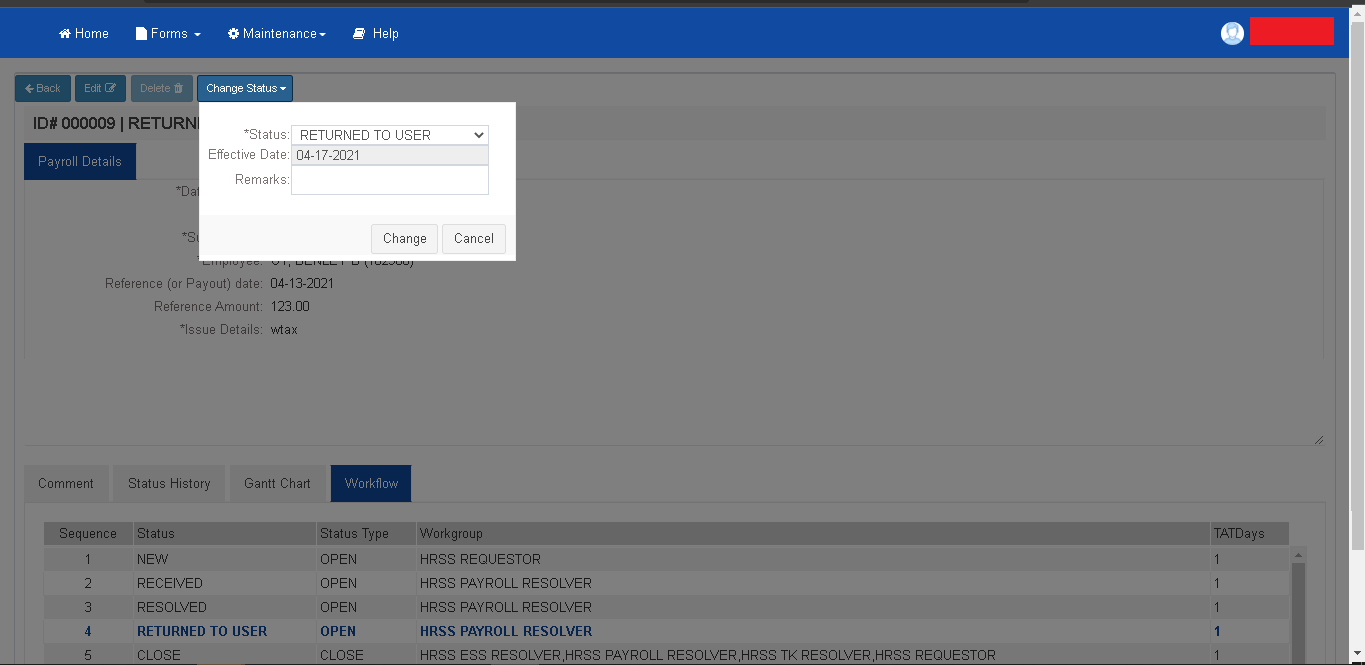 Home Forms Maintenance Help
Back Edit Delete Change Status
ID# 000009 | RETURN
*Status: RETURNED TO USER
Effective Date: 04-17-2021
Remarks:
Change Cancel
Payroll Details
*Employee:
Reference (or Payout) date: 04-13-2021
Reference Amount: 123.00
*Issue Details: wtax
Comment Status History Gantt Chart Workflow
Sequence Status Status Type Workgroup TATDays
1 NEW OPEN HRSS REQUESTOR 1
2 RECEIVED OPEN HRSS PAYROLL RESOLVER 1
3 RESOLVED OPEN HRSS PAYROLL RESOLVER 1
4 RETURNED TO USER OPEN HRSS PAYROLL RESOLVER 1
5 CLOSE CLOSE HRSS ESS RESOLVER,HRSS PAYROLL RESOLVER,HRSS TK RESOLVER,HRSS REQUESTOR 1